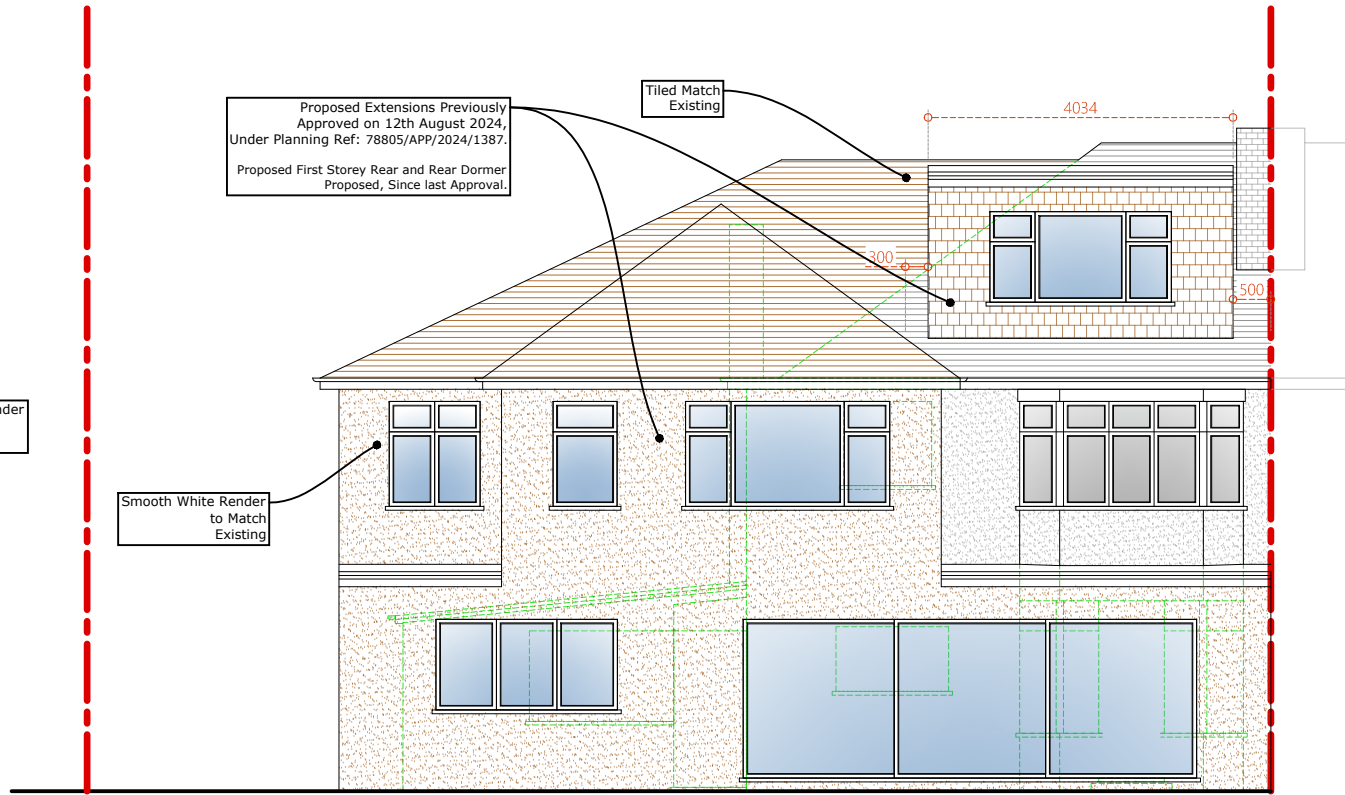 Proposed Extensions Previously
Approved on 12th August 2024,
Under Planning Ref: 78805/APP/2024/1387.
Proposed First Storey Rear and Rear Dormer
Proposed, Since last Approval.
Tiled Match
Existing
4034
300
500
nder
Smooth White Render
to Match
Existing